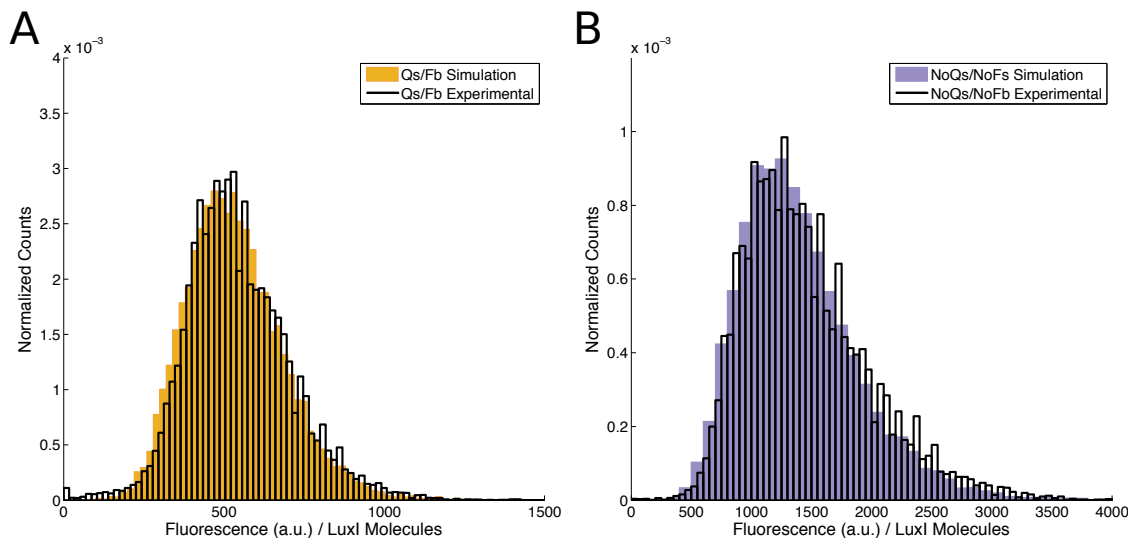 A
x 10⁻³
4
3.5
3
2.5
2
1.5
1
0.5
0
Normalized Counts
Qs/Fb Simulation
Qs/Fb Experimental
0 500 1000 1500
Fluorescence (a.u.) / LuxI Molecules
B
x 10⁻³
1
0.8
0.6
0.4
0.2
0
Normalized Counts
NoQs/NoFs Simulation
NoQs/NoFb Experimental
0 500 1000 1500 2000 2500 3000 3500 4000
Fluorescence (a.u.) / LuxI Molecules